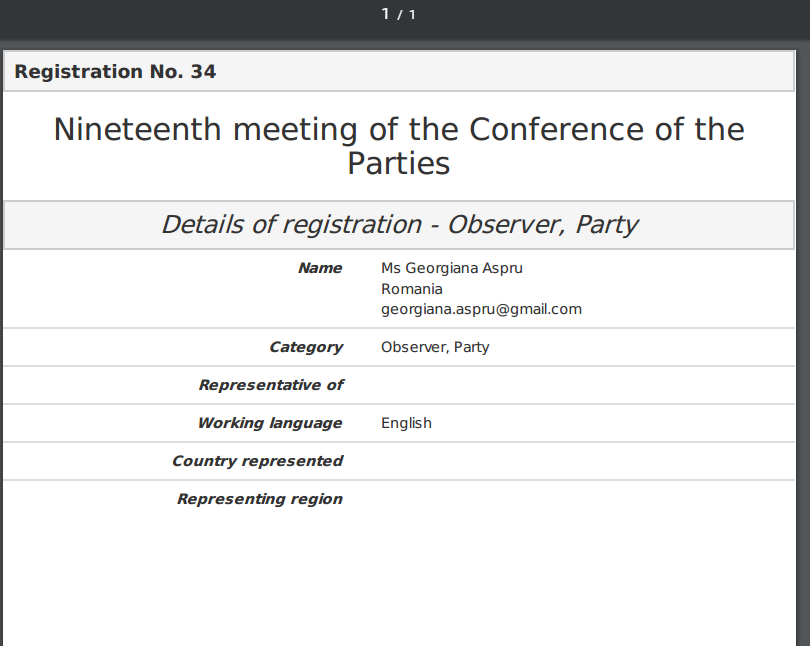 1 / 1
Registration No. 34
Nineteenth meeting of the Conference of the
Parties
Details of registration - Observer, Party
Name Ms Georgiana Aspru
Romania
georgiana.aspru@gmail.com
Category Observer, Party
Representative of
Working language English
Country represented
Representing region